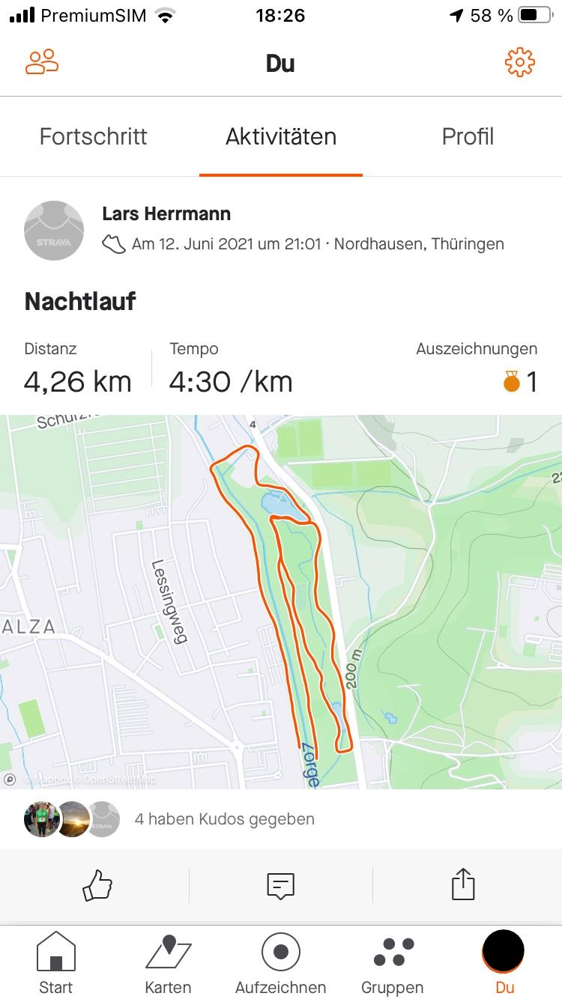 PremiumSIM 18:26 58 %
Du
Fortschritt Aktivitäten Profil
Lars Herrmann
STRAVA
Am 12. Juni 2021 um 21:01 · Nordhausen, Thüringen
Nachtlauf
Distanz Tempo Auszeichnungen
4,26 km 4:30 /km 1
4
Lessingweg
ALZA
200 m
Zorge
© Mapbox © OpenStreetMap
STRAVA
4 haben Kudos gegeben
Start Karten Aufzeichnen Gruppen Du